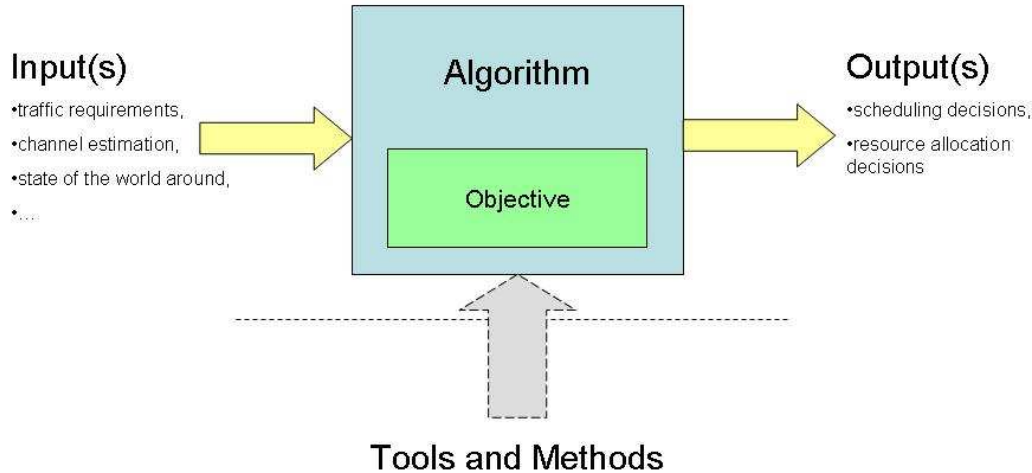 Input(s)
•traffic requirements,
•channel estimation,
•state of the world around,
•...
Algorithm
Objective
Output(s)
•scheduling decisions,
•resource allocation
decisions
Tools and Methods